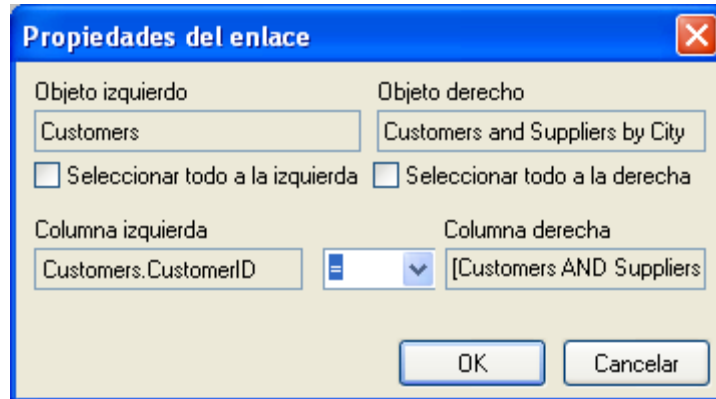 Propiedades del enlace
Objeto izquierdo Objeto derecho
Customers Customers and Suppliers by City
Seleccionar todo a la izquierda Seleccionar todo a la derecha
Columna izquierda Columna derecha
Customers.CustomerID = [Customers AND Suppliers
OK Cancelar